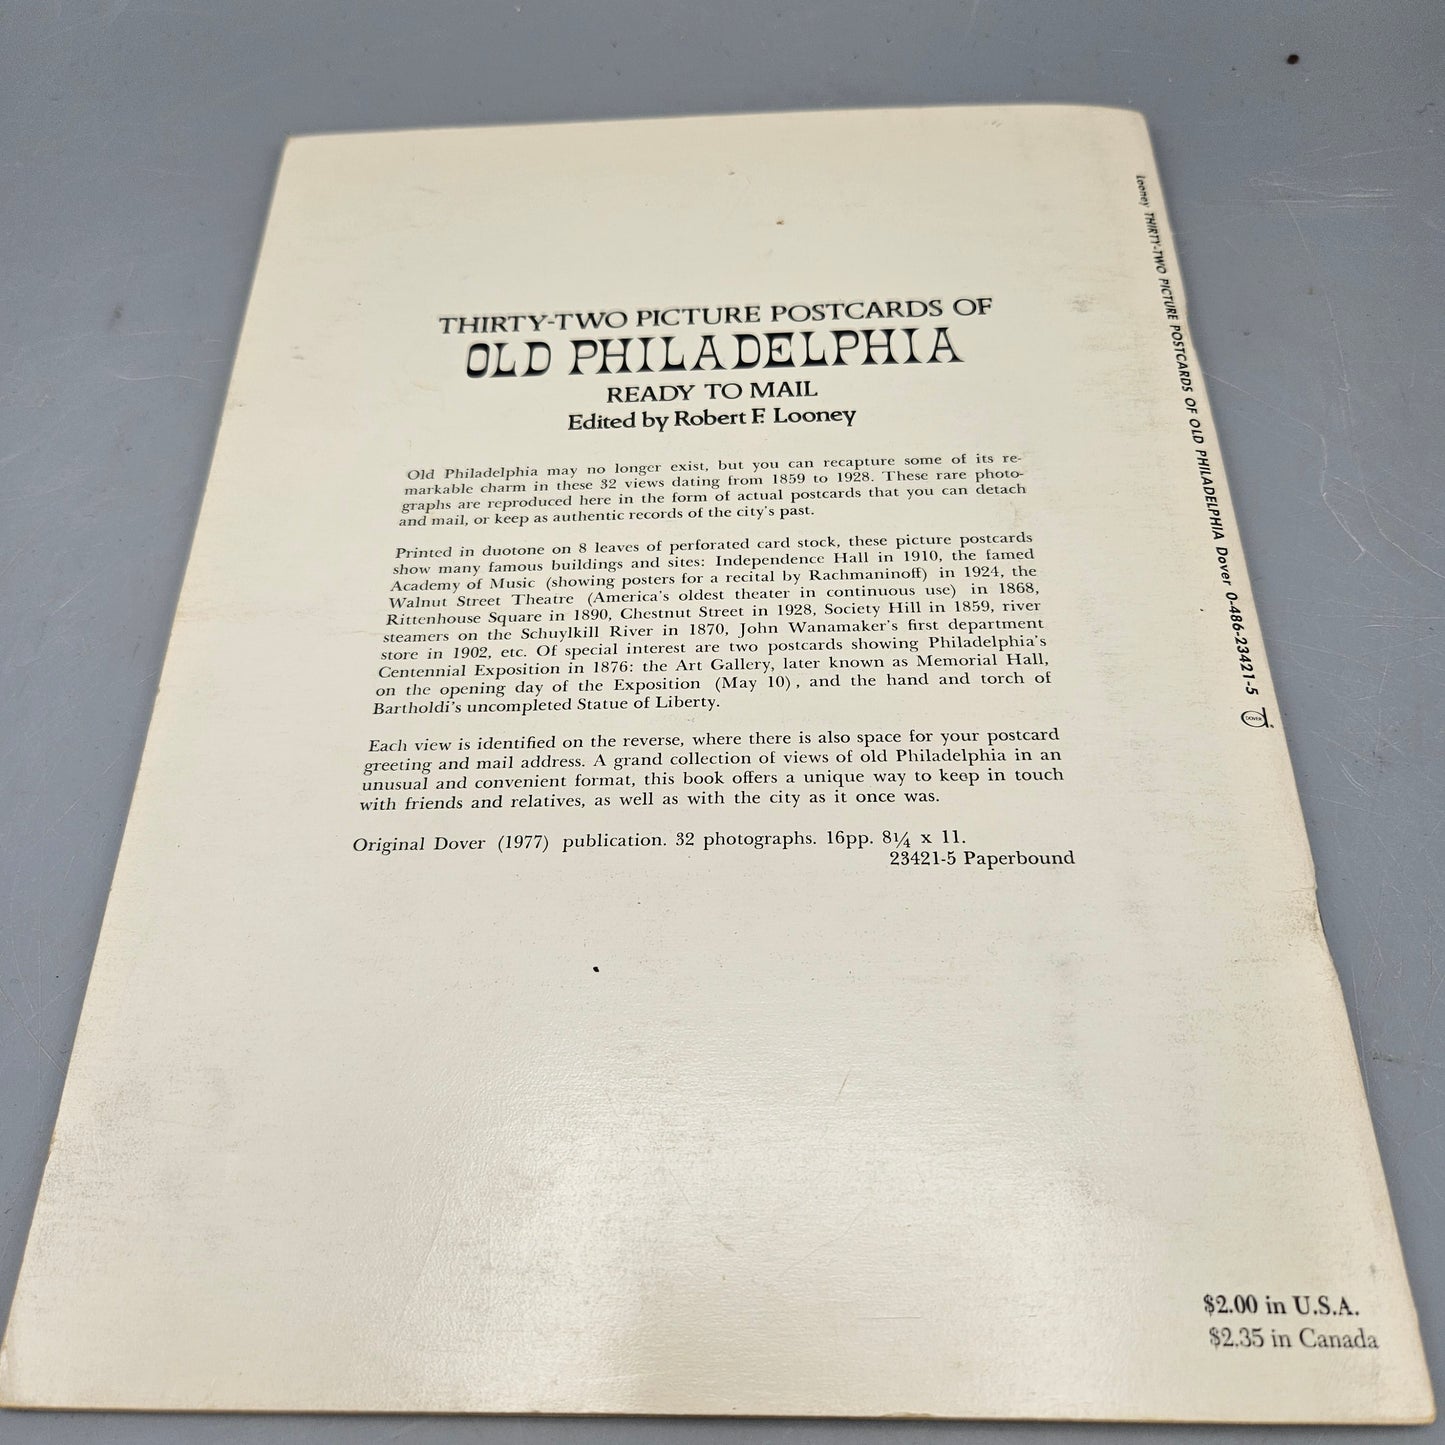 THIRTY-TWO PICTURE POSTCARDS OF
OLD PHILADELPHIA
READY TO MAIL
Edited by Robert F. Looney
Old Philadelphia may no longer exist, but you can recapture some of its re-
markable charm in these 32 views dating from 1859 to 1928. These rare photo-
graphs are reproduced here in the form of actual postcards that you can detach
and mail, or keep as authentic records of the city's past.
Printed in duotone on 8 leaves of perforated card stock, these picture postcards
show many famous buildings and sites: Independence Hall in 1910, the famed
Academy of Music (showing posters for a recital by Rachmaninoff) in 1924, the
Walnut Street Theatre (America's oldest theater in continuous use) in 1868,
Rittenhouse Square in 1890, Chestnut Street in 1928, Society Hill in 1859, river
steamers on the Schuylkill River in 1870, John Wanamaker's first department
store in 1902, etc. Of special interest are two postcards showing Philadelphia's
Centennial Exposition in 1876: the Art Gallery, later known as Memorial Hall,
on the opening day of the Exposition (May 10), and the hand and torch of
Bartholdi's uncompleted Statue of Liberty.
Each view is identified on the reverse, where there is also space for your postcard
greeting and mail address. A grand collection of views of old Philadelphia in an
unusual and convenient format, this book offers a unique way to keep in touch
with friends and relatives, as well as with the city as it once was.
Original Dover (1977) publication. 32 photographs. 16pp. 8¼ x 11.
23421-5 Paperbound
Looney THIRTY-TWO PICTURE POSTCARDS OF OLD PHILADELPHIA Dover 0-486-23421-5
DOVER
$2.00 in U.S.A.
$2.35 in Canada